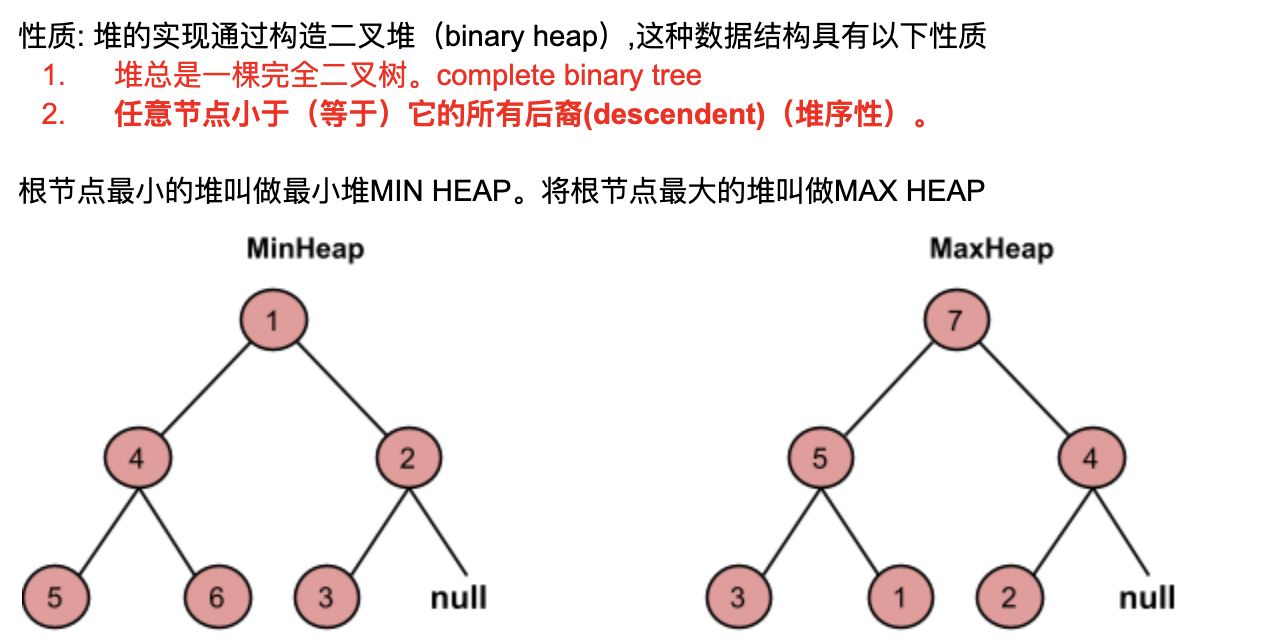 性质: 堆的实现通过构造二叉堆（binary heap）,这种数据结构具有以下性质
1. 堆总是一棵完全二叉树。complete binary tree
2. 任意节点小于（等于）它的所有后裔(descendent)（堆序性）。
根节点最小的堆叫做最小堆MIN HEAP。将根节点最大的堆叫做MAX HEAP
MinHeap MaxHeap
1 7
4 2 5 4
5 6 3 null 3 1 2 null